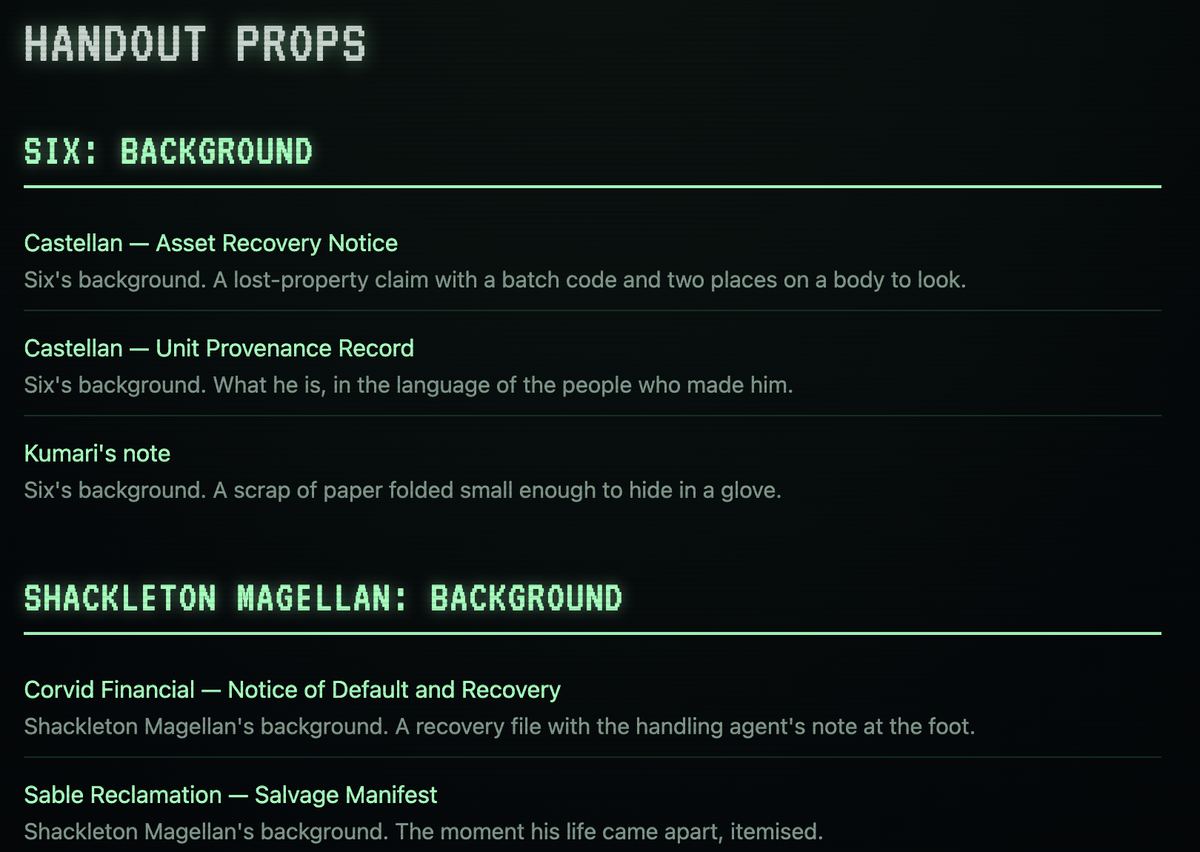 HANDOUT PROPS
SIX: BACKGROUND
Castellan — Asset Recovery Notice
Six's background. A lost-property claim with a batch code and two places on a body to look.
Castellan — Unit Provenance Record
Six's background. What he is, in the language of the people who made him.
Kumari's note
Six's background. A scrap of paper folded small enough to hide in a glove.
SHACKLETON MAGELLAN: BACKGROUND
Corvid Financial — Notice of Default and Recovery
Shackleton Magellan's background. A recovery file with the handling agent's note at the foot.
Sable Reclamation — Salvage Manifest
Shackleton Magellan's background. The moment his life came apart, itemised.